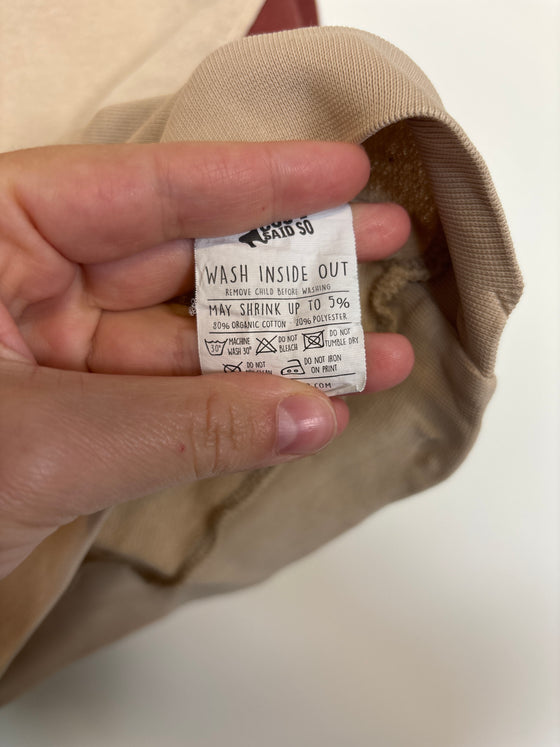 SAID SO
WASH INSIDE OUT
REMOVE CHILD BEFORE WASHING
MAY SHRINK UP TO 5%
80% ORGANIC COTTON - 20% POLYESTER
30° MACHINE WASH 30° DO NOT BLEACH DO NOT TUMBLE DRY
DO NOT IRON ON PRINT
.COM